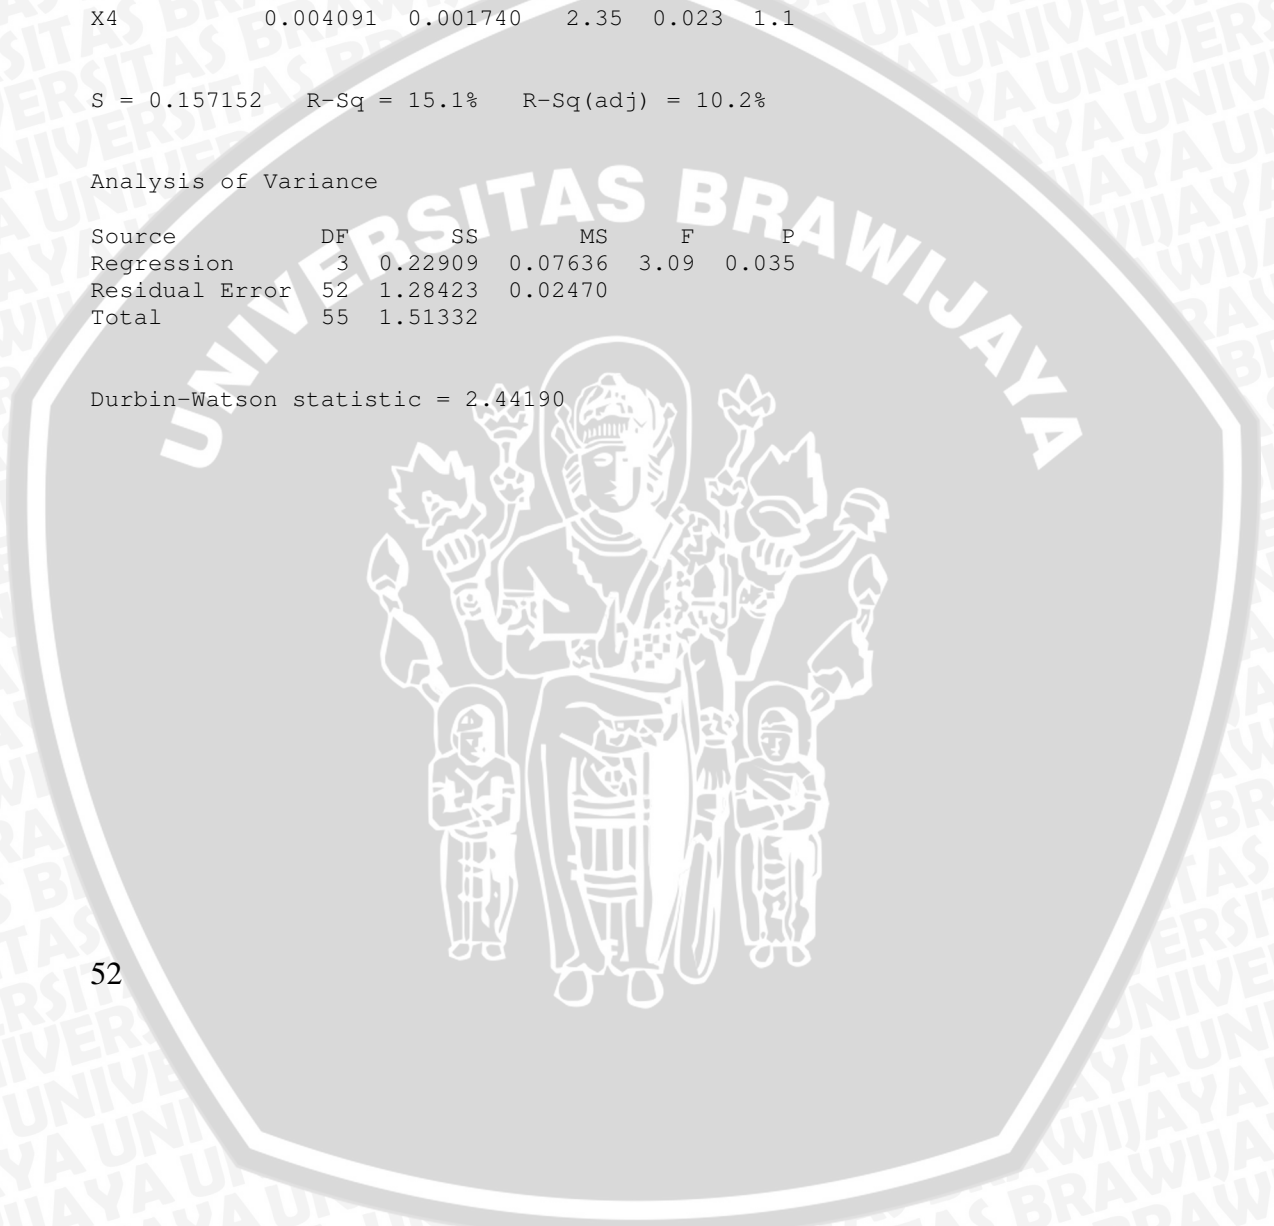 X4 0.004091 0.001740 2.35 0.023 1.1
S = 0.157152 R-Sq = 15.1% R-Sq(adj) = 10.2%
Analysis of Variance
Source DF SS MS F P
Regression 3 0.22909 0.07636 3.09 0.035
Residual Error 52 1.28423 0.02470
Total 55 1.51332
Durbin-Watson statistic = 2.44190
UNIVERSITAS BRAWIJAYA
52